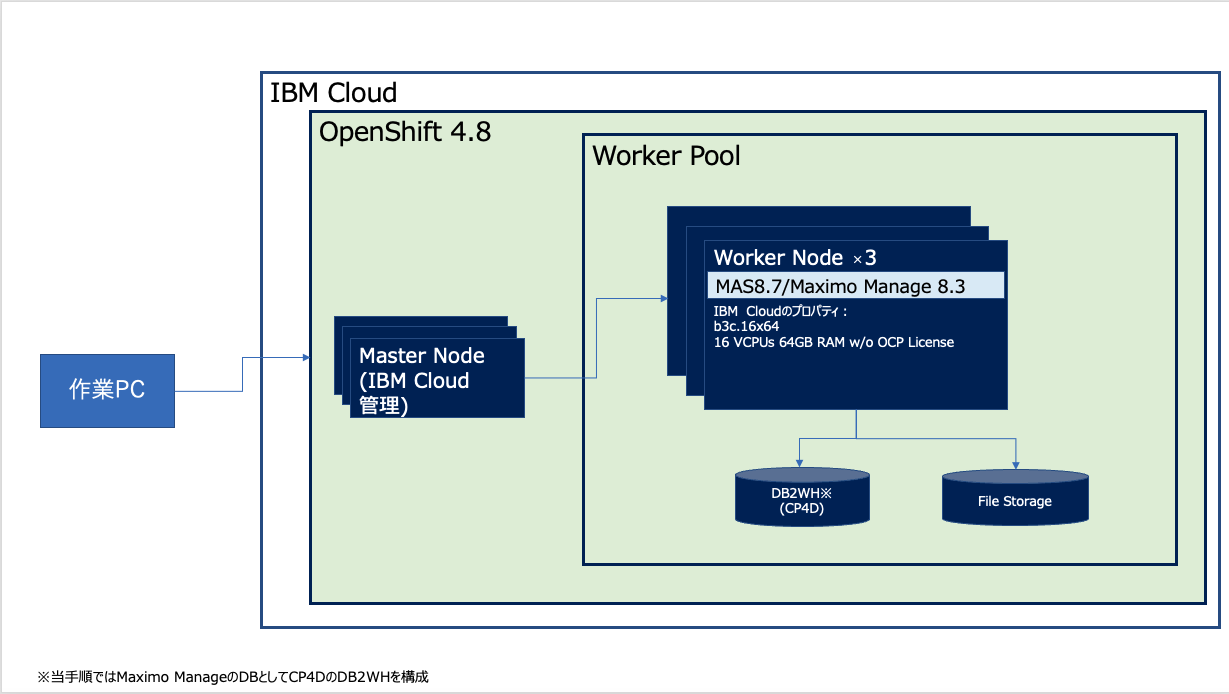 IBM Cloud
OpenShift 4.8
Worker Pool
Worker Node ×3
MAS8.7/Maximo Manage 8.3
IBM Cloudのプロパティ：
b3c.16x64
16 VCPUs 64GB RAM w/o OCP License
Master Node
(IBM Cloud
管理)
作業PC
DB2WH※
(CP4D)
File Storage
※当手順ではMaximo ManageのDBとしてCP4DのDB2WHを構成